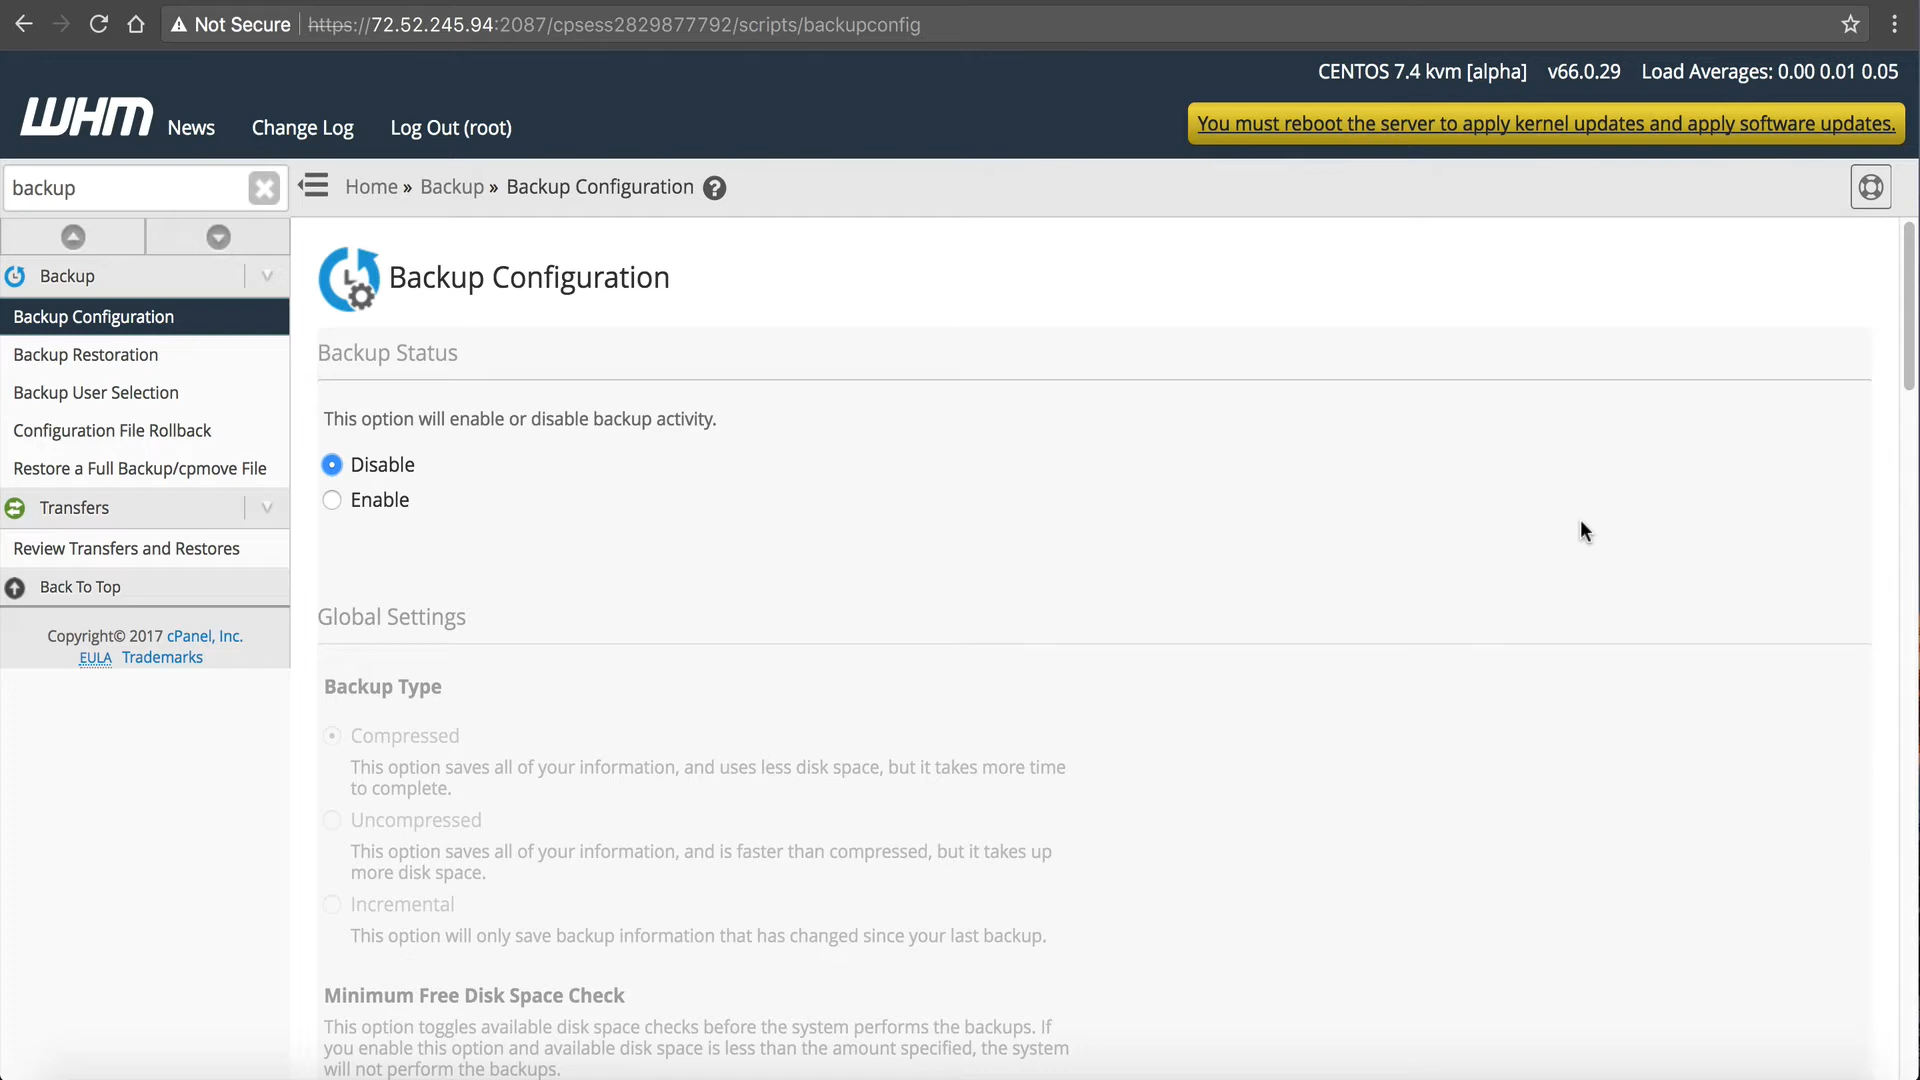 Not Secure https://72.52.245.94:2087/cpsess2829877792/scripts/backupconfig
CENTOS 7.4 kvm [alpha] v66.0.29 Load Averages: 0.00 0.01 0.05
WHM News Change Log Log Out (root)
You must reboot the server to apply kernel updates and apply software updates.
backup
Home » Backup » Backup Configuration
Backup
Backup Configuration
Backup Restoration
Backup User Selection
Configuration File Rollback
Restore a Full Backup/cpmove File
Transfers
Review Transfers and Restores
Back To Top
Copyright© 2017 cPanel, Inc.
EULA Trademarks
Backup Configuration
Backup Status
This option will enable or disable backup activity.
Disable
Enable
Global Settings
Backup Type
Compressed
This option saves all of your information, and uses less disk space, but it takes more time
to complete.
Uncompressed
This option saves all of your information, and is faster than compressed, but it takes up
more disk space.
Incremental
This option will only save backup information that has changed since your last backup.
Minimum Free Disk Space Check
This option toggles available disk space checks before the system performs the backups. If
you enable this option and available disk space is less than the amount specified, the system
will not perform the backups.